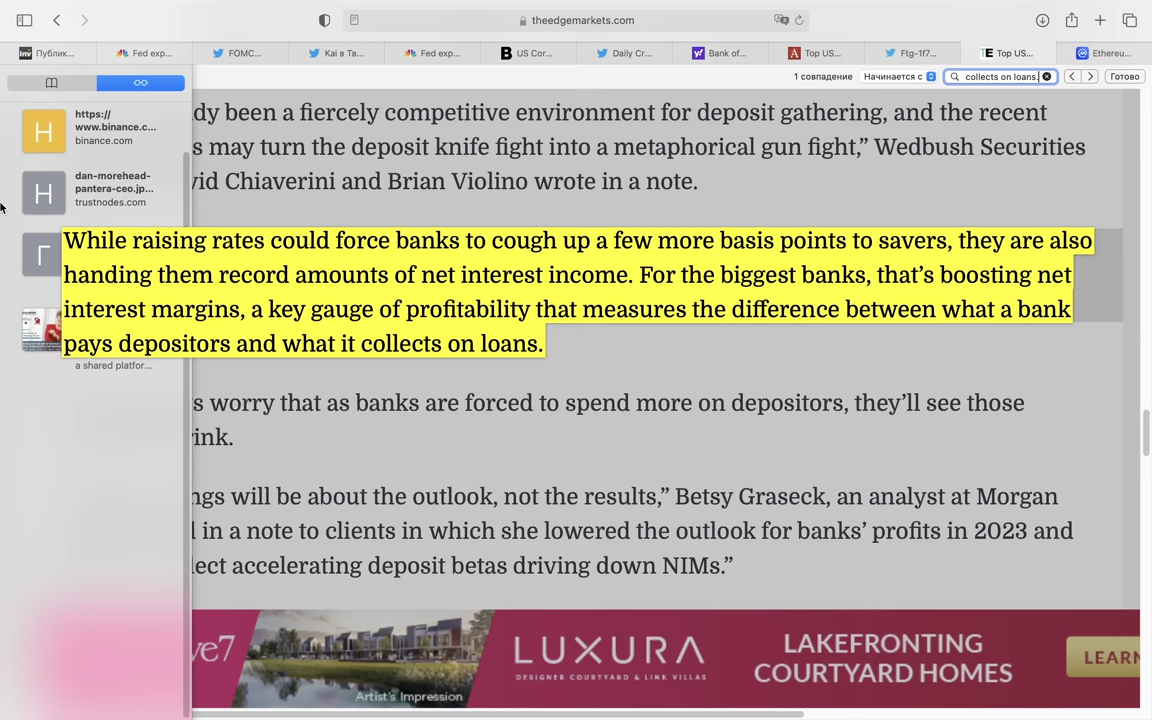 theedgemarkets.com
Публик...
Fed exp...
FOMC...
Kai в Тв...
Fed exp...
US Cor...
Daily Cr...
Bank of...
Top US...
Ftg-1f7...
Top US...
Ethereu...
1 совпадение
Начинается с
collects on loans.
Готово
H
https://
www.binance.c...
binance.com
H
dan-morehead-
pantera-ceo.jp...
trustnodes.com
Г
a shared platfor...
dy been a fiercely competitive environment for deposit gathering, and the recent
s may turn the deposit knife fight into a metaphorical gun fight,” Wedbush Securities
vid Chiaverini and Brian Violino wrote in a note.
While raising rates could force banks to cough up a few more basis points to savers, they are also
handing them record amounts of net interest income. For the biggest banks, that’s boosting net
interest margins, a key gauge of profitability that measures the difference between what a bank
pays depositors and what it collects on loans.
s worry that as banks are forced to spend more on depositors, they’ll see those
rink.
ngs will be about the outlook, not the results,” Betsy Graseck, an analyst at Morgan
d in a note to clients in which she lowered the outlook for banks’ profits in 2023 and
lect accelerating deposit betas driving down NIMs.”
ve7
Artist's Impression
LUXURA
DESIGNER COURTYARD & LINK VILLAS
LAKEFRONTING
COURTYARD HOMES
LEARN